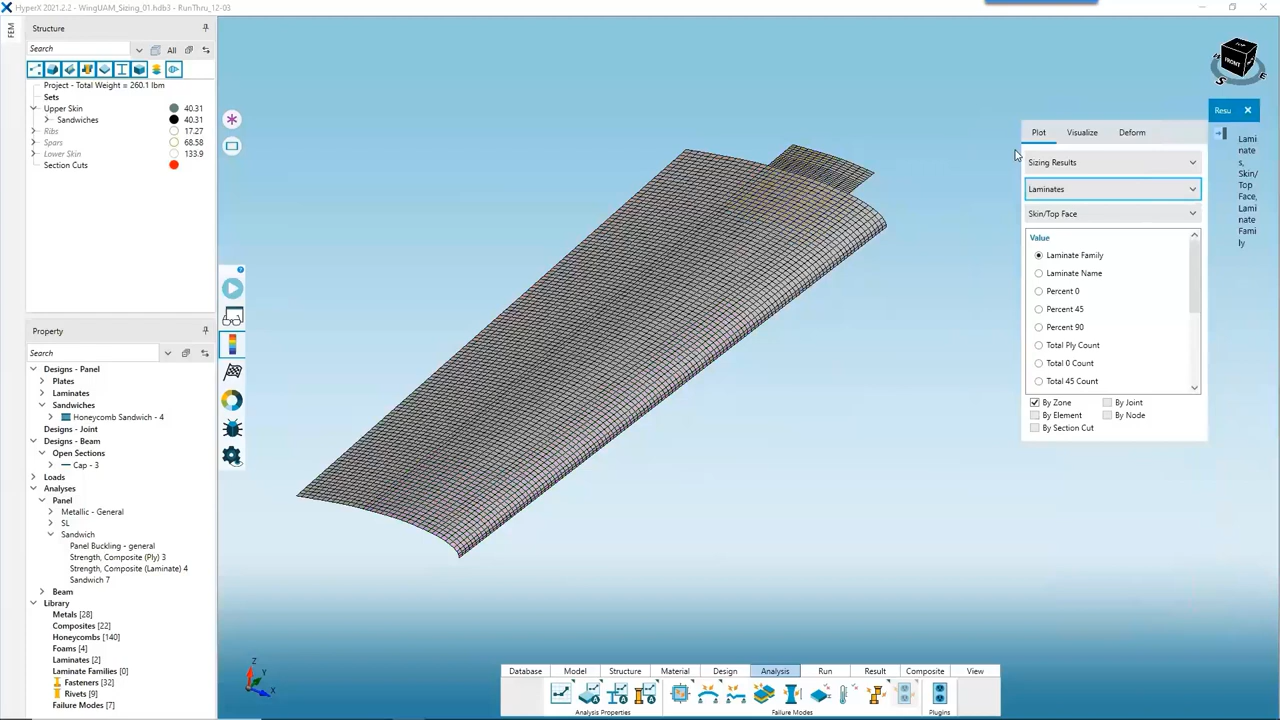 HyperX 2021.2.2 - WingUAM_Sizing_01.hdb3 - RunThru_12-03
FEM
Structure
Search
All
Project - Total Weight = 260.1 lbm
Sets
Upper Skin 40.31
Sandwiches 40.31
Ribs 17.27
Spars 68.58
Lower Skin 133.9
Section Cuts
Property
Search
Designs - Panel
Plates
Laminates
Sandwiches
Honeycomb Sandwich - 4
Designs - Joint
Designs - Beam
Open Sections
Cap - 3
Loads
Analyses
Panel
Metallic - General
SL
Sandwich
Panel Buckling - general
Strength, Composite (Ply) 3
Strength, Composite (Laminate) 4
Sandwich 7
Beam
Library
Metals [28]
Composites [22]
Honeycombs [140]
Foams [4]
Laminates [2]
Laminate Families [0]
Fasteners [32]
Rivets [9]
Failure Modes [7]
Z
Y
X
FRONT
S
E
Plot Visualize Deform
Sizing Results
Laminates
Skin/Top Face
Value
Laminate Family
Laminate Name
Percent 0
Percent 45
Percent 90
Total Ply Count
Total 0 Count
Total 45 Count
By Zone By Joint
By Element By Node
By Section Cut
Resu
Lami
nate
s,
Skin/
Top
Face,
Lami
nate
Fami
ly
Database Model Structure Material Design Analysis Run Result Composite View
Analysis Properties Failure Modes Plugins